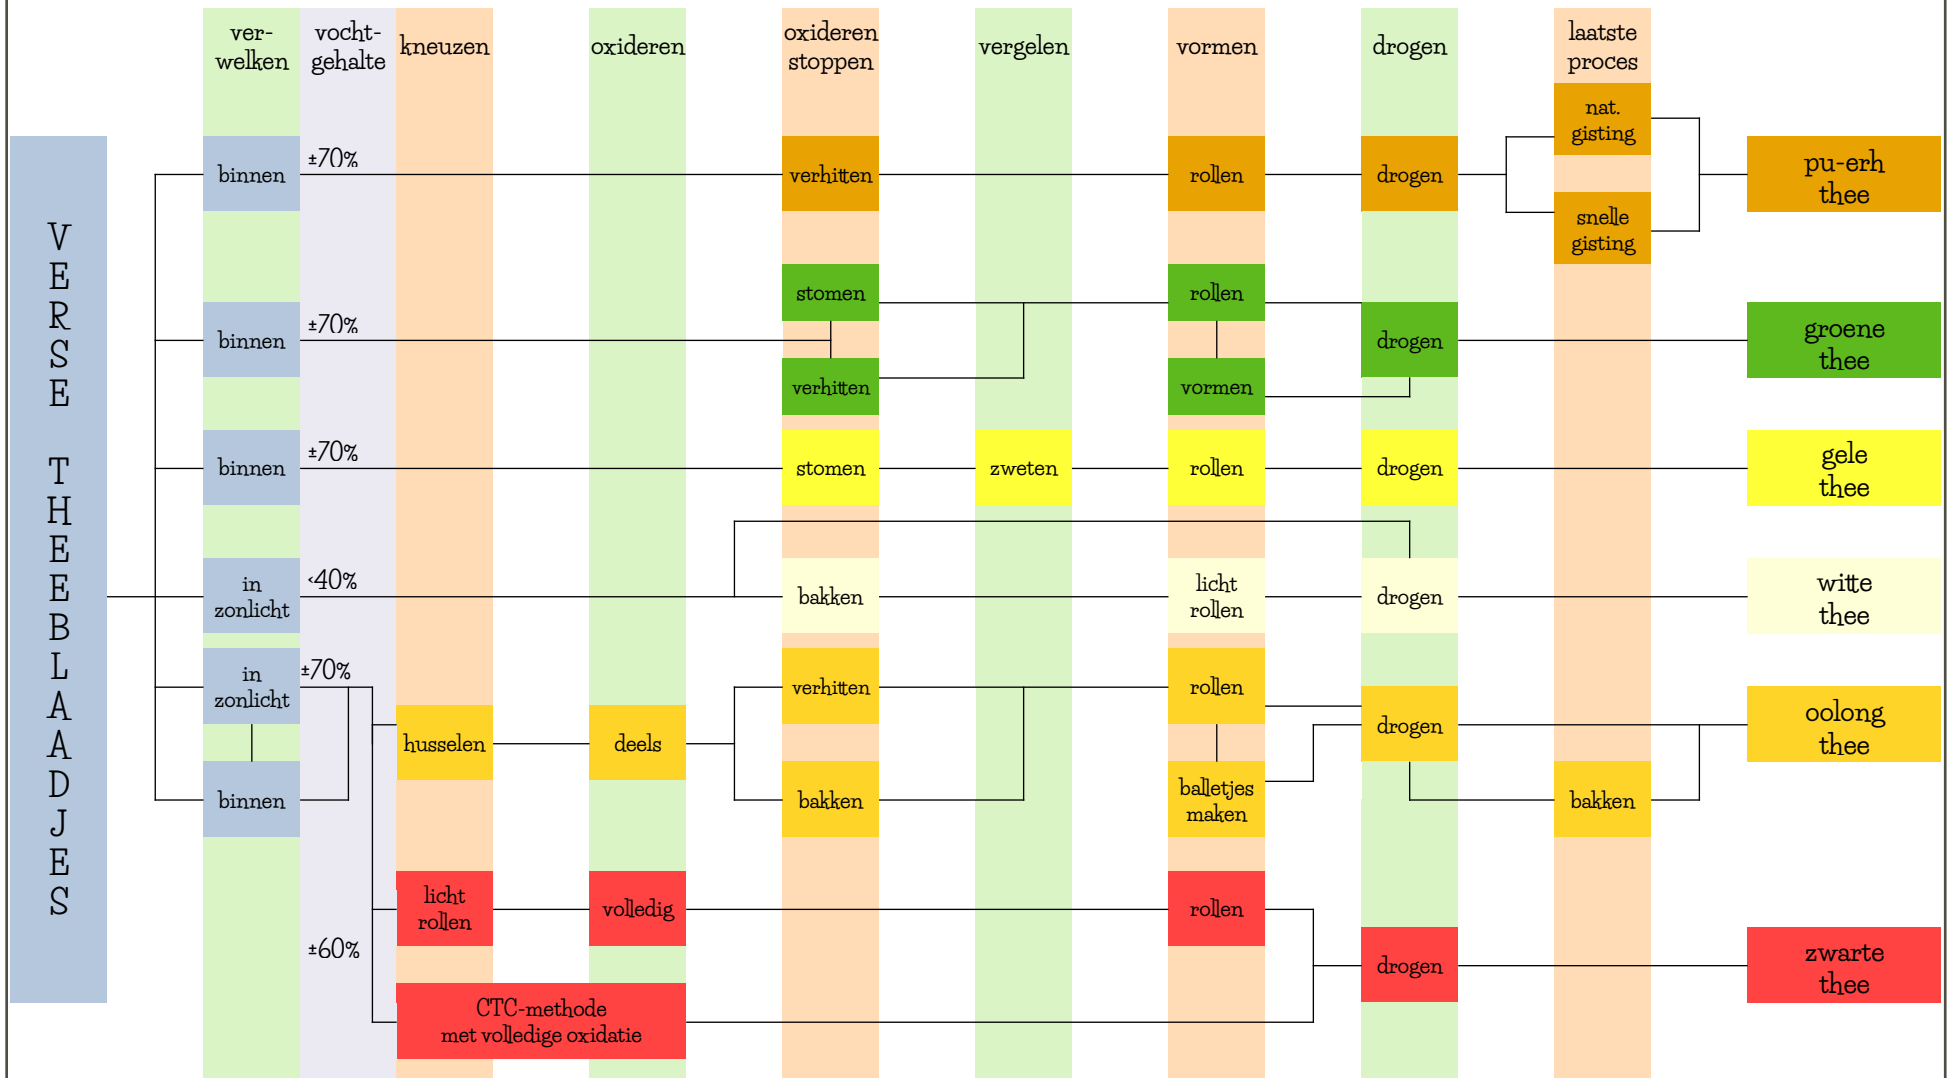 ver-
welken
vocht-
gehalte
kneuzen
oxideren
oxideren
stoppen
vergelen
vormen
drogen
laatste
proces
VERSE THEEBLAADJES
binnen
±70%
verhitten
rollen
drogen
nat.
gisting
snelle
gisting
pu-erh
thee
binnen
±70%
stomen
verhitten
rollen
vormen
drogen
groene
thee
binnen
±70%
stomen
zweten
rollen
drogen
gele
thee
in
zonlicht
<40%
bakken
licht
rollen
drogen
witte
thee
in
zonlicht
±70%
binnen
husselen
deels
verhitten
bakken
rollen
balletjes
maken
drogen
bakken
oolong
thee
±60%
licht
rollen
volledig
rollen
CTC-methode
met volledige oxidatie
drogen
zwarte
thee